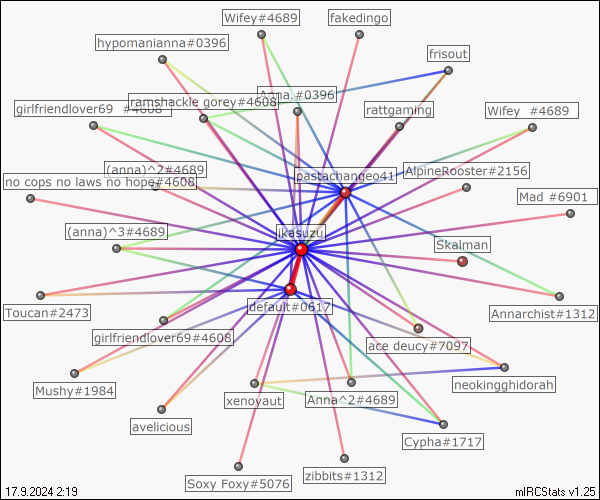 Wifey#4689
fakedingo
hypomanianna#0396
frisout
Anna.#0396
ramshackle gorey#4608
girlfriendlover69 #4608
rattgaming
Wifey #4689
(anna)^2#4689
pastachangeo41
AlpineRooster#2156
no cops no laws no hope#4608
Mad #6901
(anna)^3#4689
ikasuzu
Skalman
Toucan#2473
default#0617
Annarchist#1312
girlfriendlover69#4608
ace deucy#7097
Mushy#1984
xenoyaut
Anna^2#4689
neokingghidorah
avelicious
Cypha#1717
Soxy Foxy#5076
zibbits#1312
17.9.2024 2:19
mIRCStats v1.25